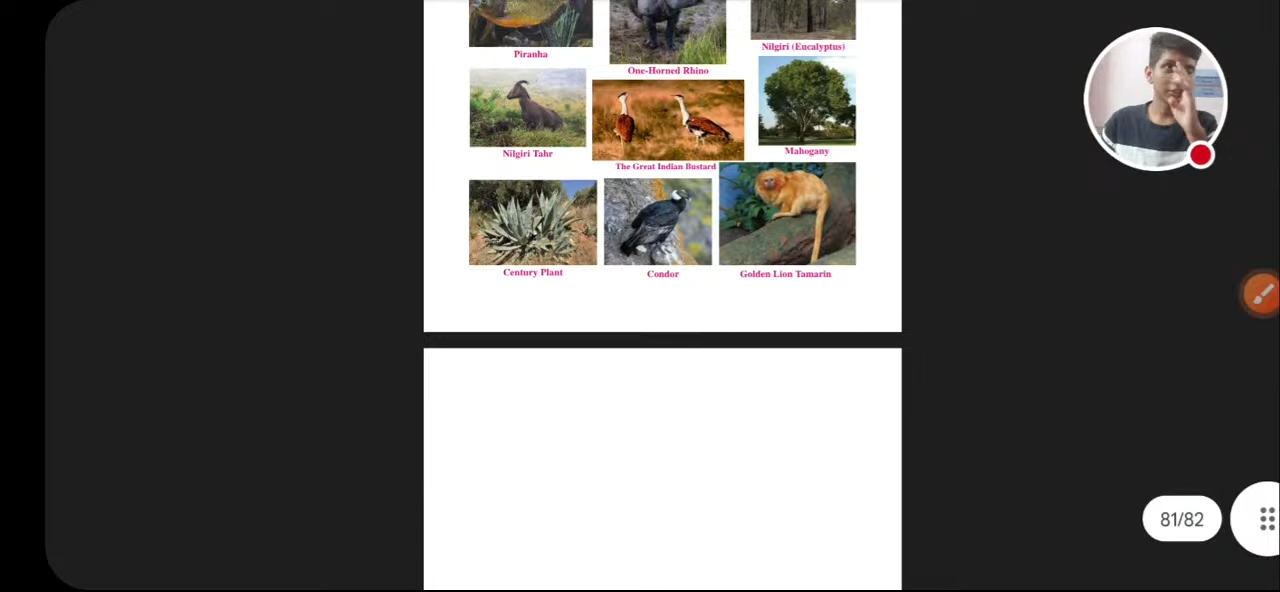 Piranha
One-Horned Rhino
Nilgiri (Eucalyptus)
Nilgiri Tahr
The Great Indian Bustard
Mahogany
Century Plant
Condor
Golden Lion Tamarin
81/82